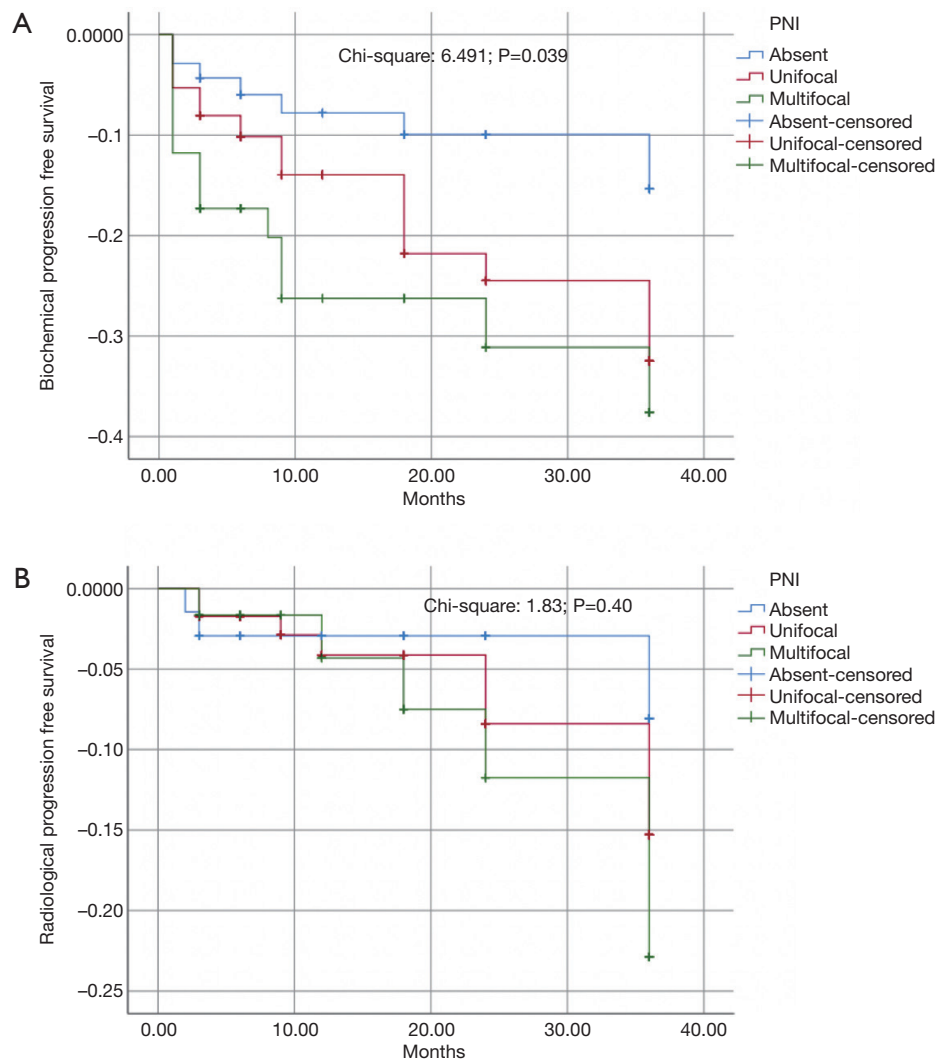 A
0.0000
−0.1
−0.2
−0.3
−0.4
Biochemical progression free survival
Chi-square: 6.491; P=0.039
0.00 10.00 20.00 30.00 40.00
Months
PNI
Absent
Unifocal
Multifocal
Absent-censored
Unifocal-censored
Multifocal-censored
B
0.0000
−0.05
−0.10
−0.15
−0.20
−0.25
Radiological progression free survival
Chi-square: 1.83; P=0.40
0.00 10.00 20.00 30.00 40.00
Months
PNI
Absent
Unifocal
Multifocal
Absent-censored
Unifocal-censored
Multifocal-censored